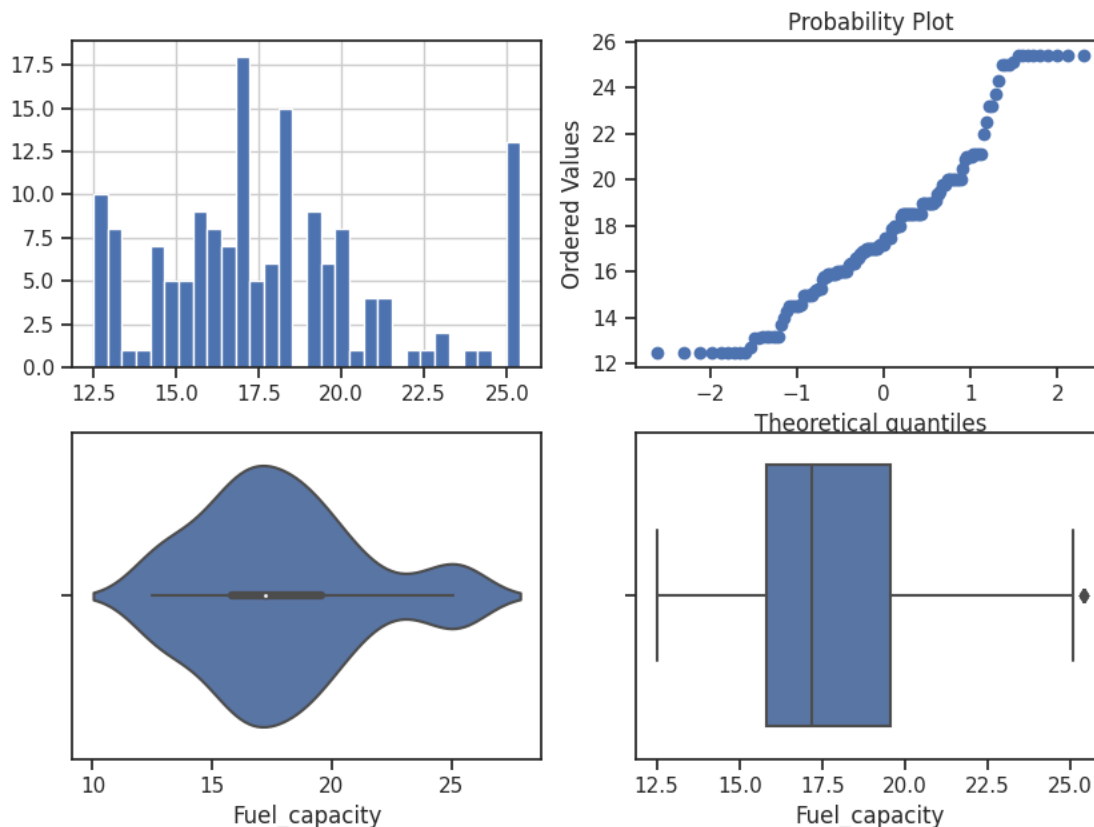 17.5
15.0
12.5
10.0
7.5
5.0
2.5
0.0
12.5 15.0 17.5 20.0 22.5 25.0
Probability Plot
Ordered Values
26
24
22
20
18
16
14
12
−2 −1 0 1 2
Theoretical quantiles
10 15 20 25
Fuel_capacity
12.5 15.0 17.5 20.0 22.5 25.0
Fuel_capacity